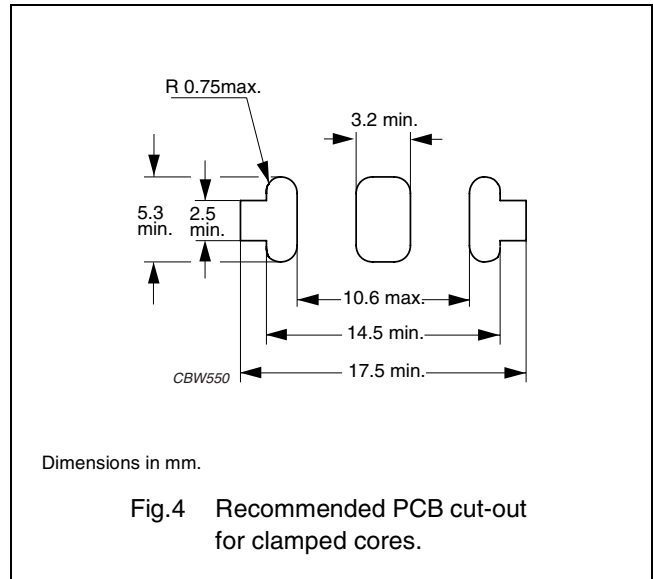 R 0.75max.
3.2 min.
5.3
min.
2.5
min.
10.6 max.
14.5 min.
17.5 min.
CBW550
Dimensions in mm.
Fig.4 Recommended PCB cut-out
for clamped cores.